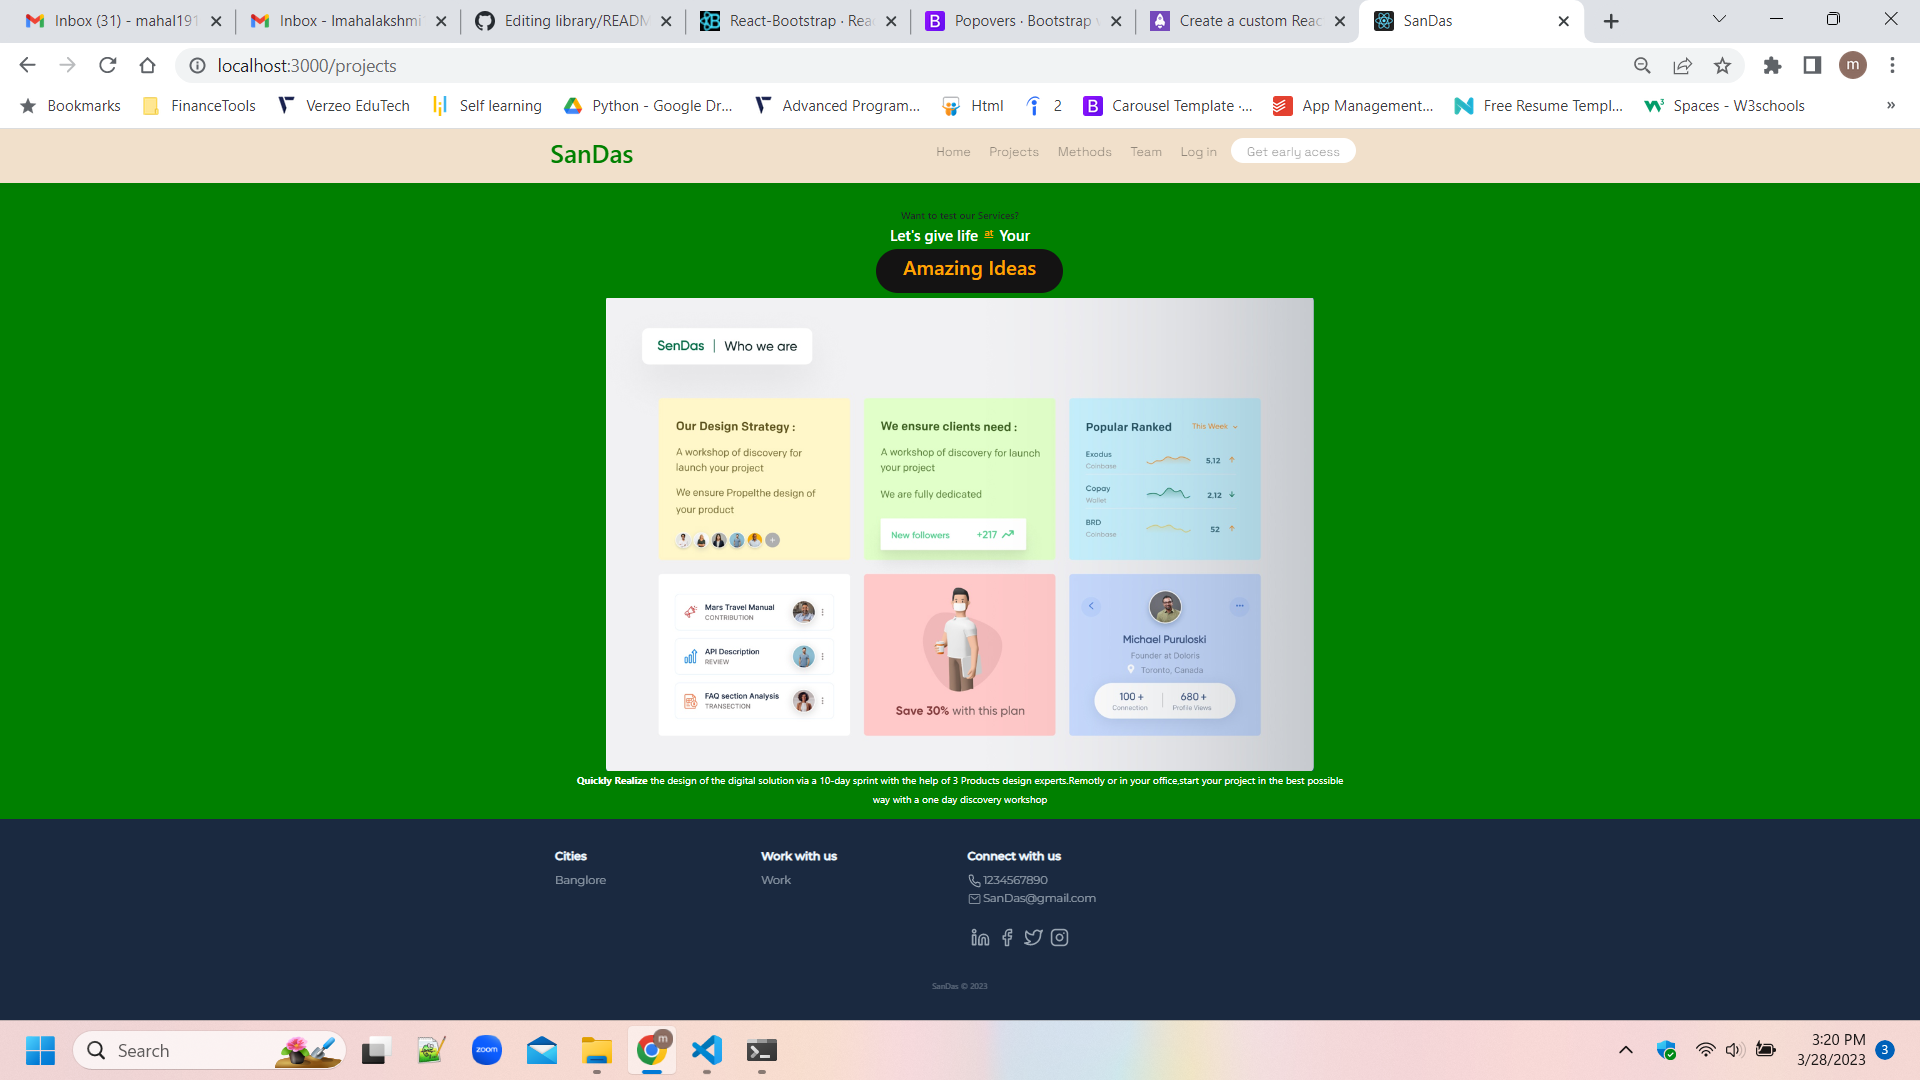 Inbox (31) - mahal191
Inbox - lmahalakshmi
Editing library/READM
React-Bootstrap · Rea
Popovers · Bootstrap v
Create a custom Reac
SanDas
localhost:3000/projects
m
Bookmarks
FinanceTools
Verzeo EduTech
Self learning
Python - Google Dr...
Advanced Program...
Html
2
Carousel Template ·...
App Management...
Free Resume Templ...
Spaces - W3schools
»
SanDas
Home
Projects
Methods
Team
Log in
Get early acess
Want to test our Services?
Let's give life at Your
Amazing Ideas
SenDas | Who we are
Our Design Strategy :
A workshop of discovery for
launch your project
We ensure Propelthe design of
your product
We ensure clients need :
A workshop of discovery for launch
your project
We are fully dedicated
New followers +217
Popular Ranked This Week
Exodus
Coinbase
5,12
Copay
Wallet
2,12
BRD
Coinbase
52
Mars Travel Manual
CONTRIBUTION
API Description
REVIEW
FAQ section Analysis
TRANSECTION
Save 30% with this plan
Michael Puruloski
Founder at Doloris
Toronto, Canada
100 + 680 +
Connection Profile Views
Quickly Realize the design of the digital solution via a 10-day sprint with the help of 3 Products design experts.Remotly or in your office,start your project in the best possible
way with a one day discovery workshop
Cities
Banglore
Work with us
Work
Connect with us
1234567890
SanDas@gmail.com
SanDas © 2023
Search
zoom
m
3:20 PM
3/28/2023
3